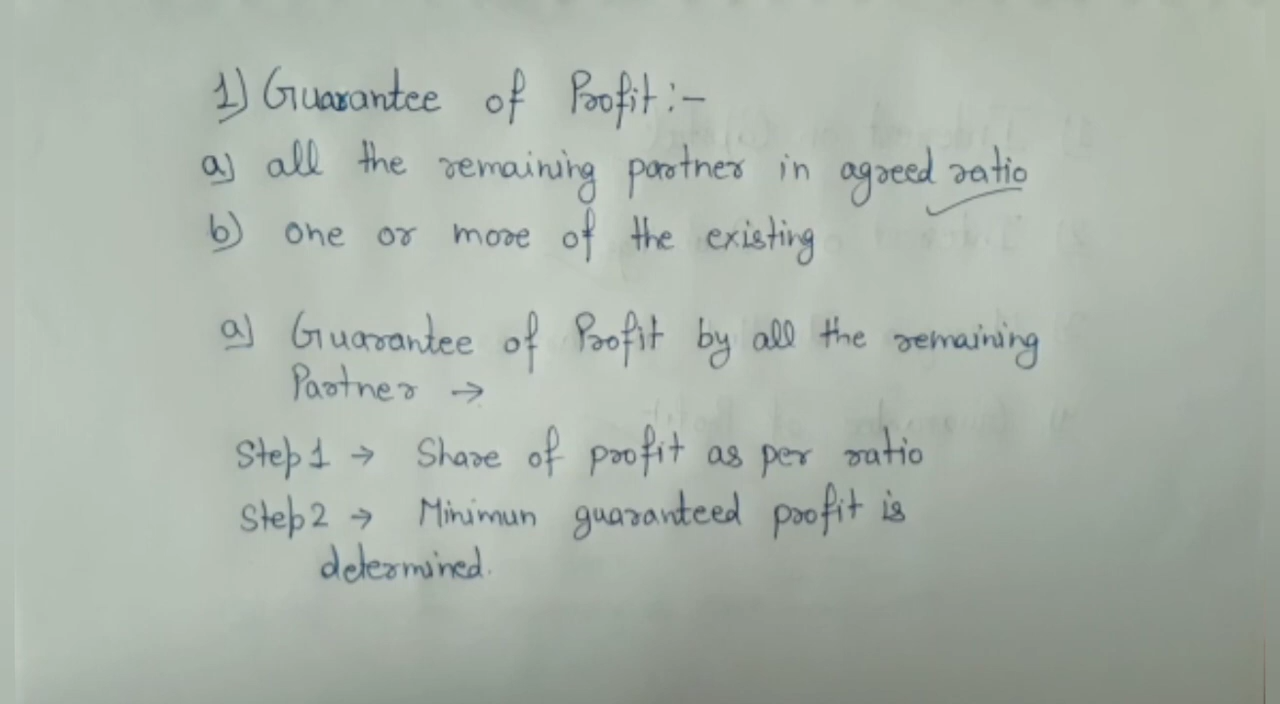 1) Guarantee of Profit :-
a) all the remaining partner in agreed ratio
b) one or more of the existing
a) Guarantee of Profit by all the remaining
Partner →
Step 1 → Share of profit as per ratio
Step 2 → Minimun guaranteed profit is
determined.